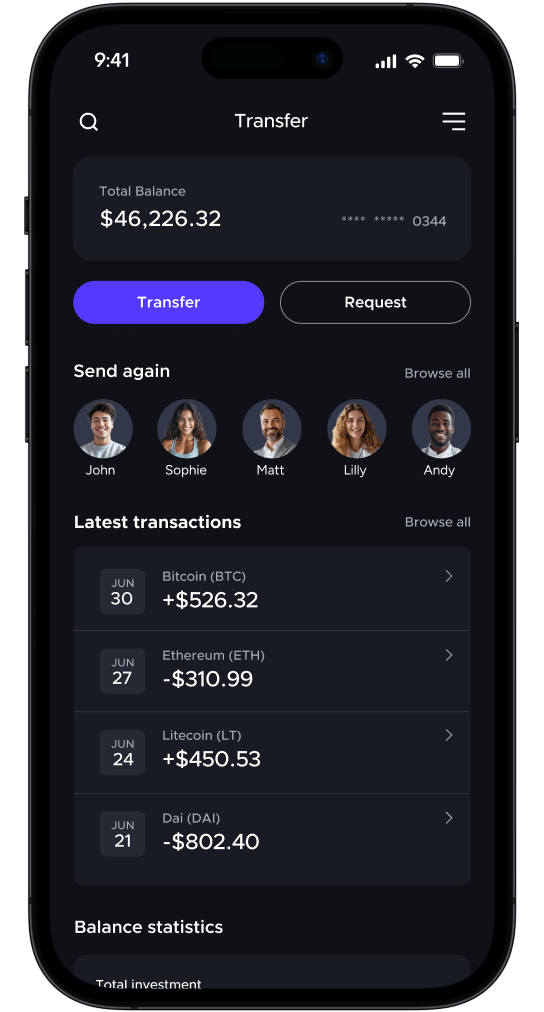 9:41
Transfer
Total Balance
$46,226.32
**** ***** 0344
Transfer
Request
Send again
Browse all
John
Sophie
Matt
Lilly
Andy
Latest transactions
Browse all
JUN
30
Bitcoin (BTC)
+$526.32
JUN
27
Ethereum (ETH)
-$310.99
JUN
24
Litecoin (LT)
+$450.53
JUN
21
Dai (DAI)
-$802.40
Balance statistics
Total investment